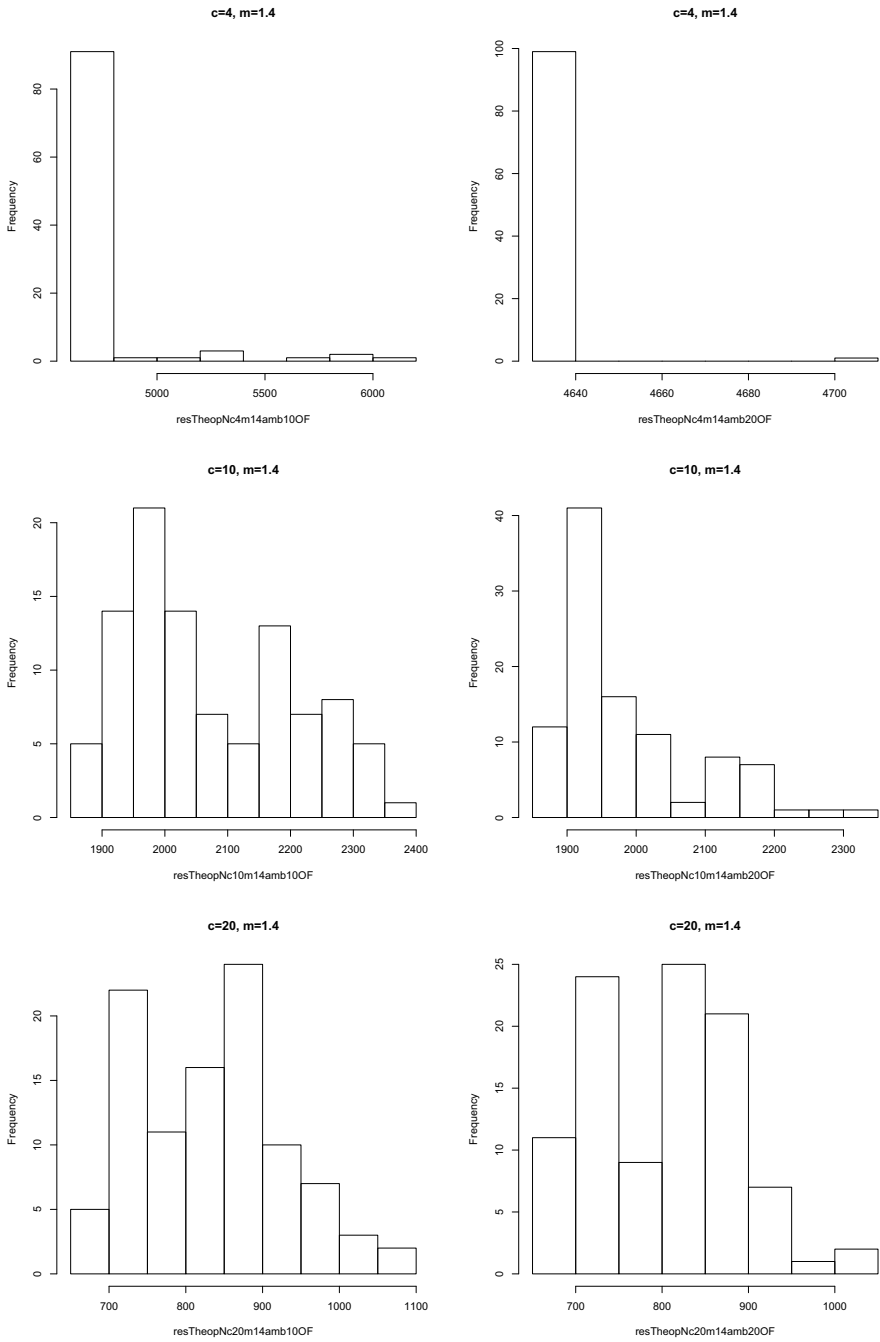 c=4, m=1.4
Frequency
0 20 40 60 80
5000 5500 6000
resTheopNc4m14amb10OF
c=4, m=1.4
Frequency
0 20 40 60 80 100
4640 4660 4680 4700
resTheopNc4m14amb20OF
c=10, m=1.4
Frequency
0 5 10 15 20
1900 2000 2100 2200 2300 2400
resTheopNc10m14amb10OF
c=10, m=1.4
Frequency
0 10 20 30 40
1900 2000 2100 2200 2300
resTheopNc10m14amb20OF
c=20, m=1.4
Frequency
0 5 10 15 20
700 800 900 1000 1100
resTheopNc20m14amb10OF
c=20, m=1.4
Frequency
0 5 10 15 20 25
700 800 900 1000
resTheopNc20m14amb20OF